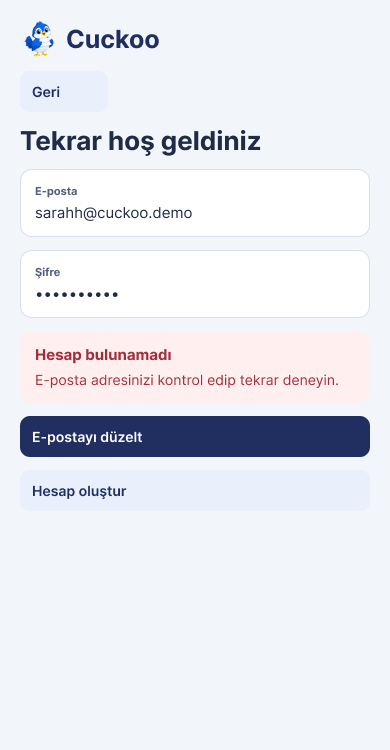 Cuckoo
Geri
Tekrar hoş geldiniz
E-posta
sarahh@cuckoo.demo
Şifre
••••••••••
Hesap bulunamadı
E-posta adresinizi kontrol edip tekrar deneyin.
E-postayı düzelt
Hesap oluştur